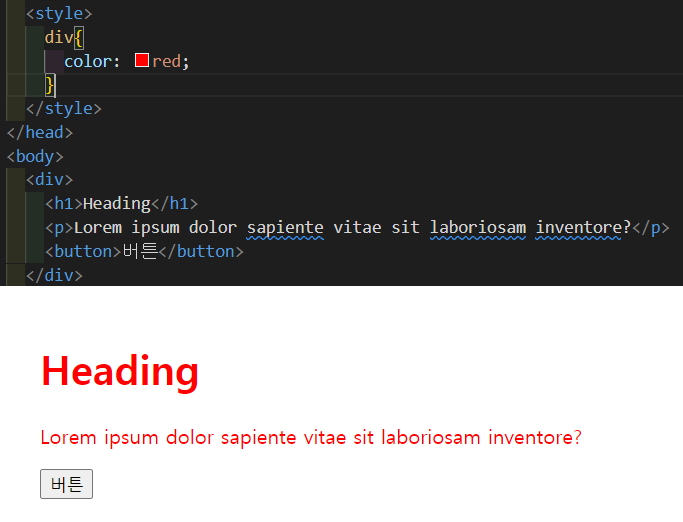 <style>
div{
color: red;
}
</style>
</head>
<body>
<div>
<h1>Heading</h1>
<p>Lorem ipsum dolor sapiente vitae sit laboriosam inventore?</p>
<button>버튼</button>
</div>
Heading
Lorem ipsum dolor sapiente vitae sit laboriosam inventore?
버튼